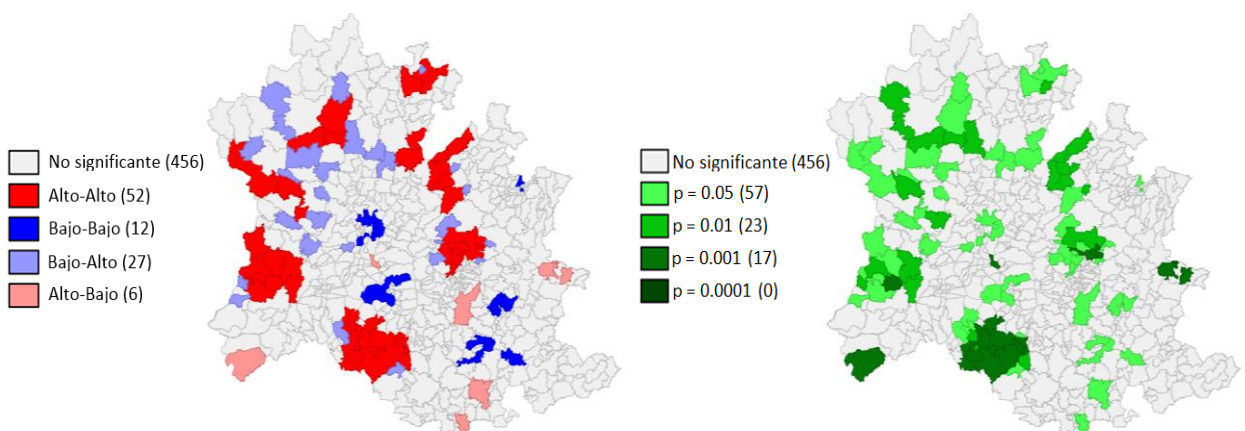 No significante (456)
Alto-Alto (52)
Bajo-Bajo (12)
Bajo-Alto (27)
Alto-Bajo (6)
No significante (456)
p = 0.05 (57)
p = 0.01 (23)
p = 0.001 (17)
p = 0.0001 (0)